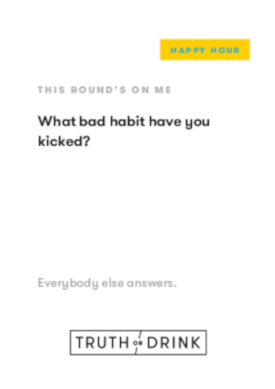 HAPPY HOUR
THIS ROUND'S ON ME
What bad habit have you
kicked?
Everybody else answers.
TRUTH OR DRINK